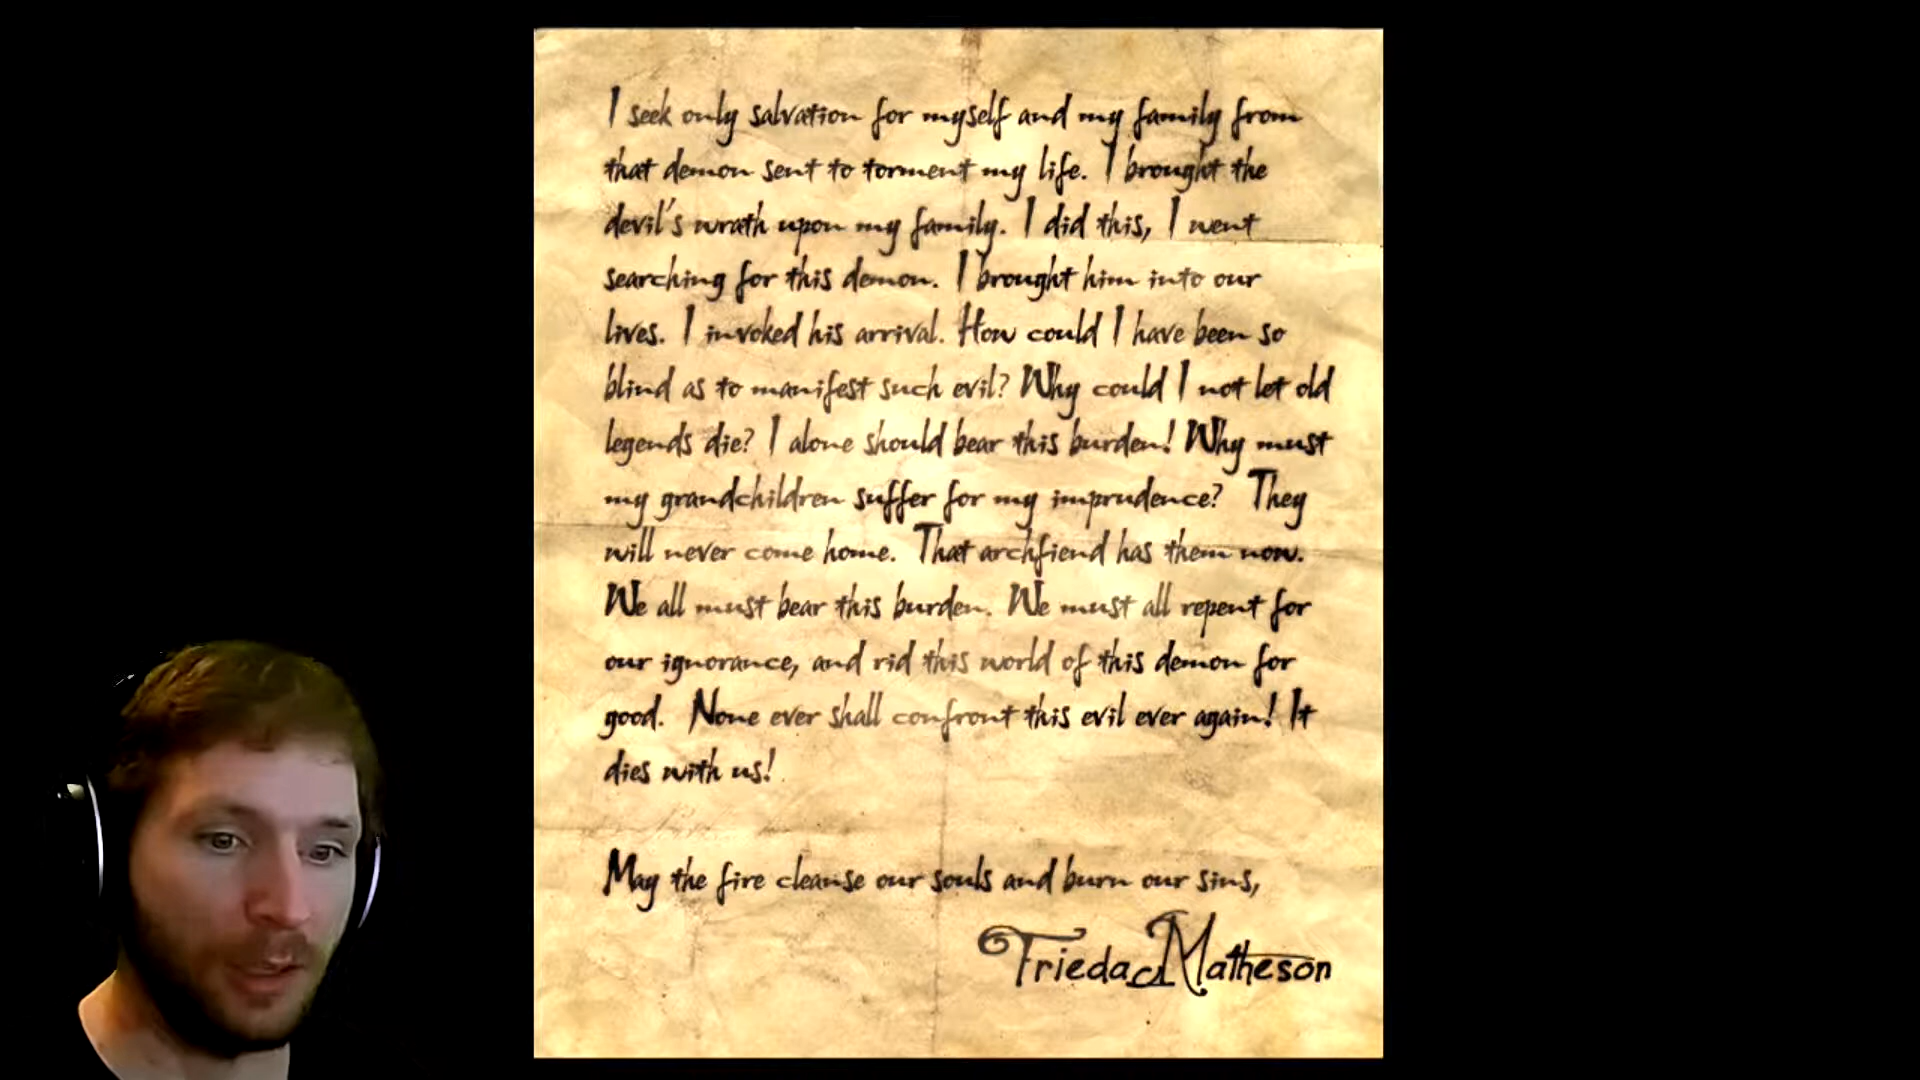 I seek only salvation for myself and my family from
that demon sent to torment my life. I brought the
devil's wrath upon my family. I did this, I went
searching for this demon. I brought him into our
lives. I invoked his arrival. How could I have been so
blind as to manifest such evil? Why could I not let old
legends die? I alone should bear this burden! Why must
my grandchildren suffer for my imprudence? They
will never come home. That archfiend has them now.
We all must bear this burden. We must all repent for
our ignorance, and rid this world of this demon for
good. None ever shall confront this evil ever again! It
dies with us!
May the fire cleanse our souls and burn our sins,
Frieda Matheson